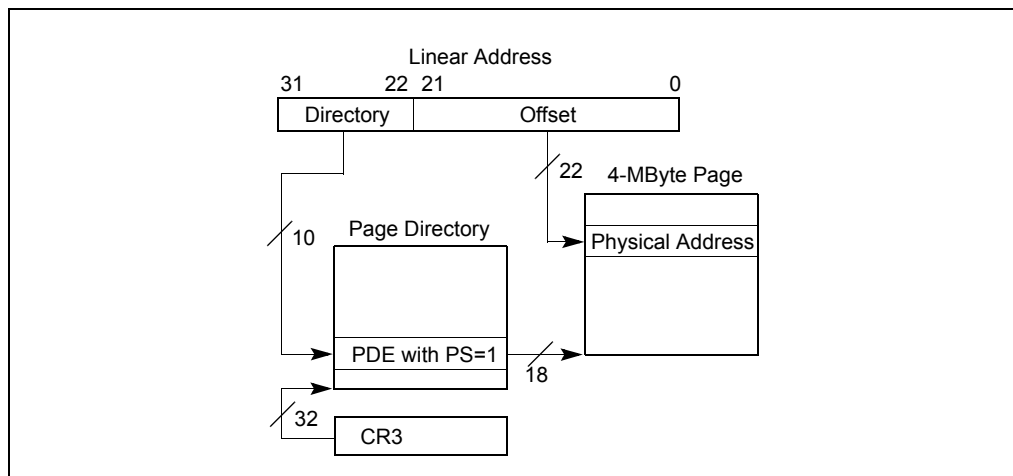 Linear Address
31 22 21 0
Directory Offset
22
4-MByte Page
10
Page Directory
Physical Address
PDE with PS=1
18
32
CR3